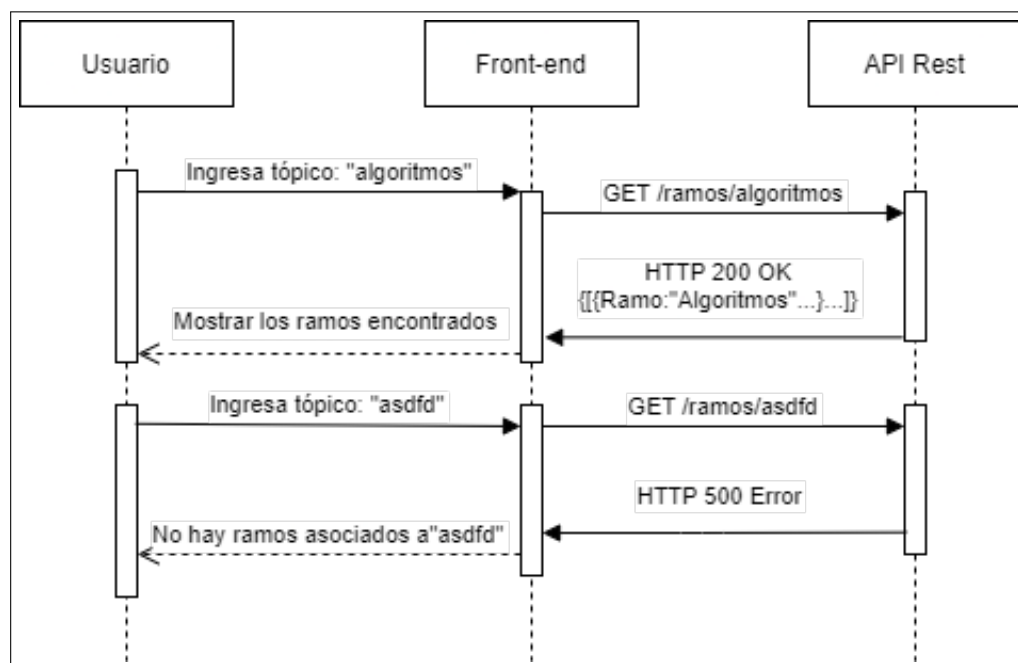 Usuario
Front-end
API Rest
Ingresa tópico: "algoritmos"
GET /ramos/algoritmos
HTTP 200 OK
{[{Ramo:"Algoritmos"...}...]}
Mostrar los ramos encontrados
Ingresa tópico: "asdfd"
GET /ramos/asdfd
HTTP 500 Error
No hay ramos asociados a"asdfd"